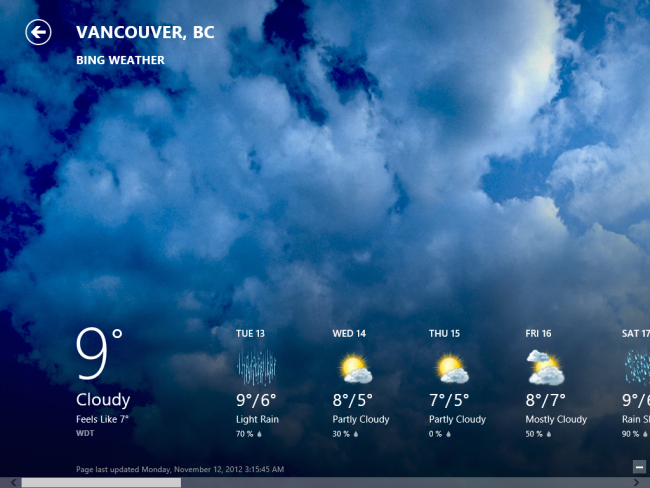 VANCOUVER, BC
BING WEATHER
9°
Cloudy
Feels Like 7°
WDT
TUE 13
9°/6°
Light Rain
70 %
WED 14
8°/5°
Partly Cloudy
30 %
THU 15
7°/5°
Partly Cloudy
0 %
FRI 16
8°/7°
Mostly Cloudy
50 %
SAT 17
9°/
Rain
90 %
Page last updated Monday, November 12, 2012 3:15:45 AM